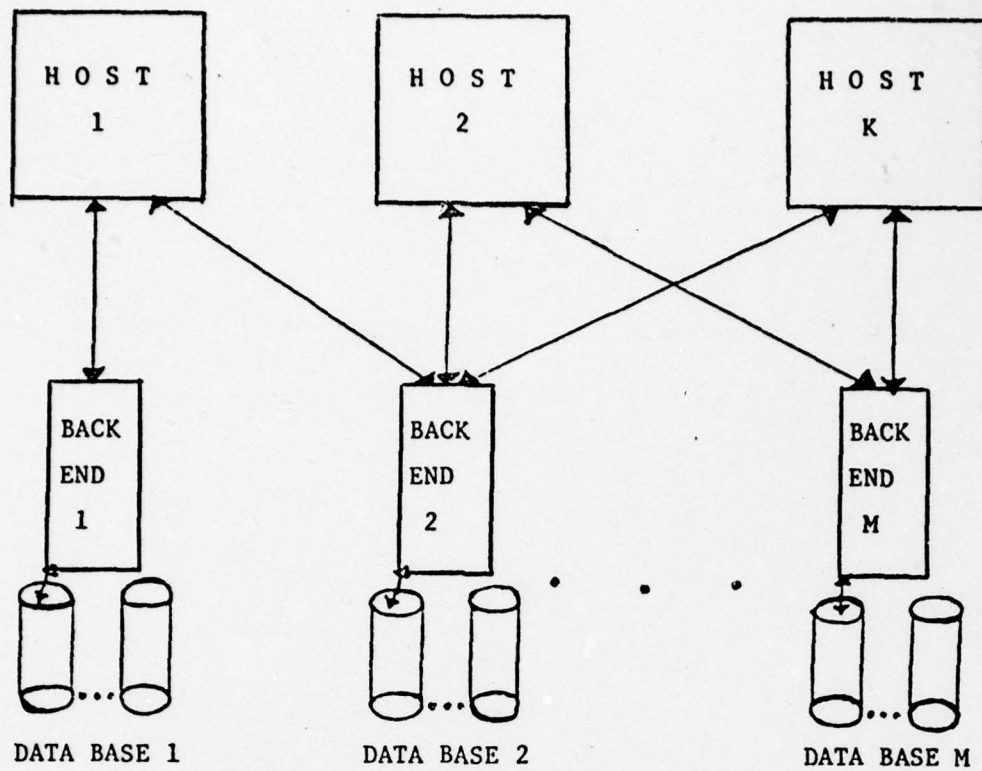 H O S T
1
H O S T
2
H O S T
K
BACK
END
1
BACK
END
2
BACK
END
M
DATA BASE 1
DATA BASE 2
DATA BASE M